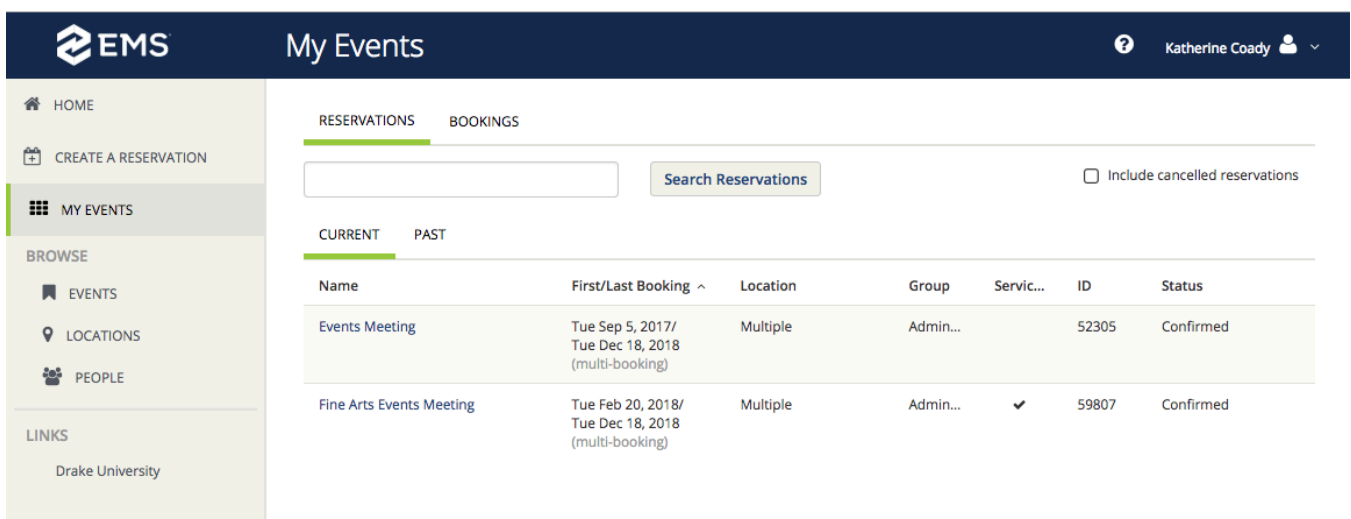 EMS
My Events
Katherine Coady
HOME
CREATE A RESERVATION
MY EVENTS
BROWSE
EVENTS
LOCATIONS
PEOPLE
LINKS
Drake University
RESERVATIONS BOOKINGS
Search Reservations
Include cancelled reservations
CURRENT PAST
Name First/Last Booking Location Group Servic... ID Status
Events Meeting Tue Sep 5, 2017/ Multiple Admin... 52305 Confirmed
Tue Dec 18, 2018
(multi-booking)
Fine Arts Events Meeting Tue Feb 20, 2018/ Multiple Admin... 59807 Confirmed
Tue Dec 18, 2018
(multi-booking)